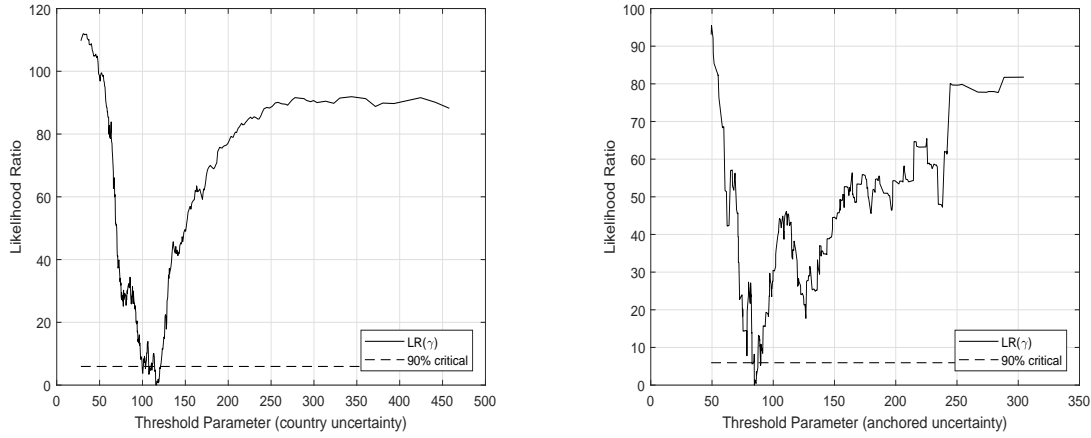 120
100
80
60
40
20
0
Likelihood Ratio
0 50 100 150 200 250 300 350 400 450 500
Threshold Parameter (country uncertainty)
LR(γ)
90% critical
100
90
80
70
60
50
40
30
20
10
0
Likelihood Ratio
0 50 100 150 200 250 300 350
Threshold Parameter (anchored uncertainty)
LR(γ)
90% critical